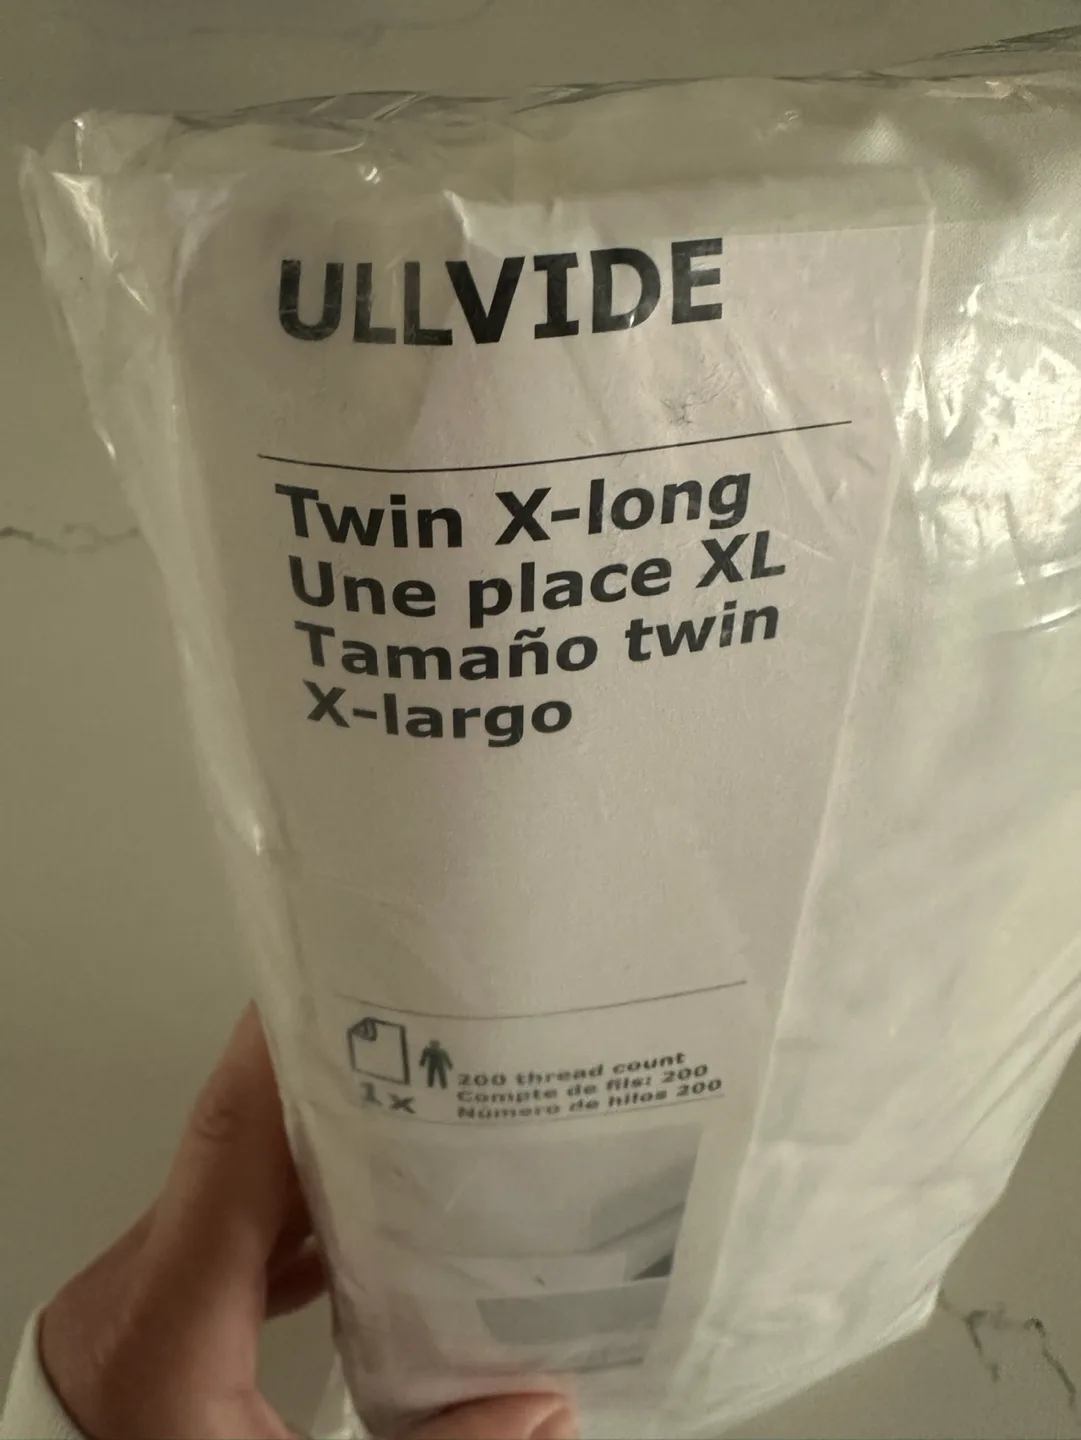 ULLVIDE
Twin X-long
Une place XL
Tamaño twin
X-largo
1x
200 thread count
Compte de fils: 200
Número de hilos 200